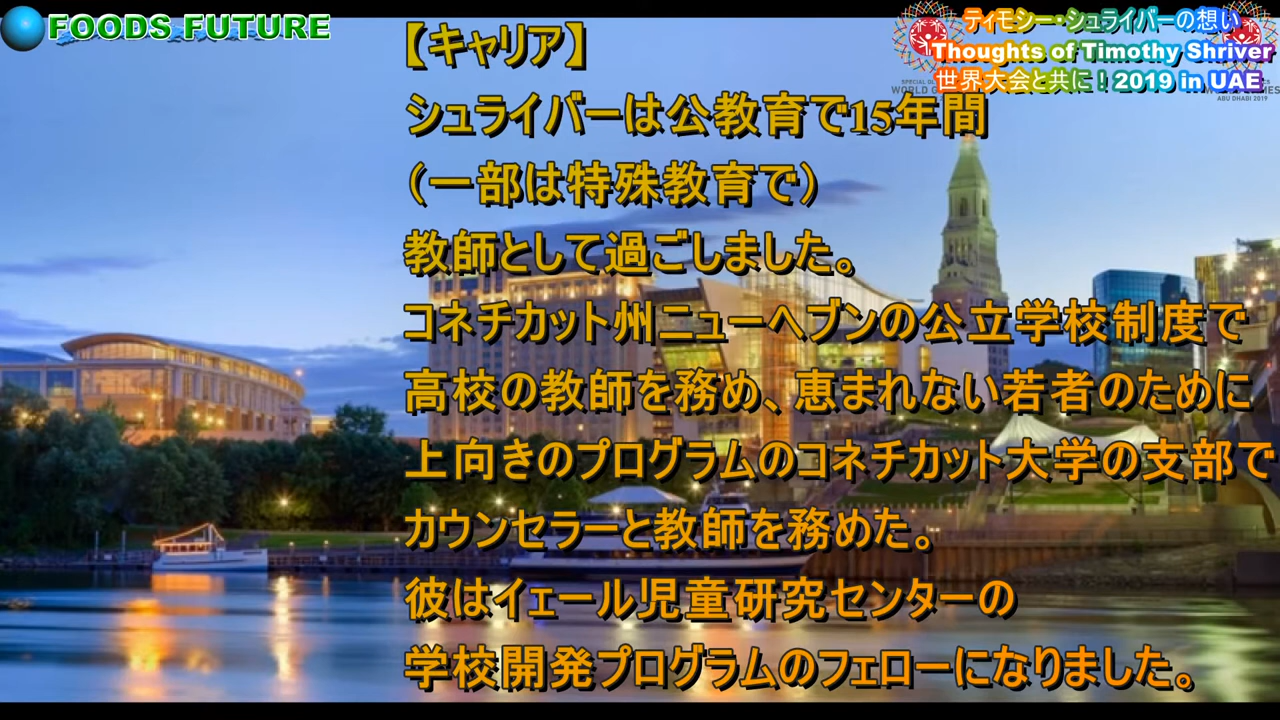 FOODS FUTURE
ティモシー・シュライバーの想い
Thoughts of Timothy Shriver
世界大会と共に！2019 in UAE
ABU DHABI 2019
【キャリア】
シュライバーは公教育で15年間
（一部は特殊教育で）
教師として過ごしました。
コネチカット州ニューヘブンの公立学校制度で
高校の教師を務め、恵まれない若者のために
上向きのプログラムのコネチカット大学の支部で
カウンセラーと教師を務めた。
彼はイェール児童研究センターの
学校開発プログラムのフェローになりました。